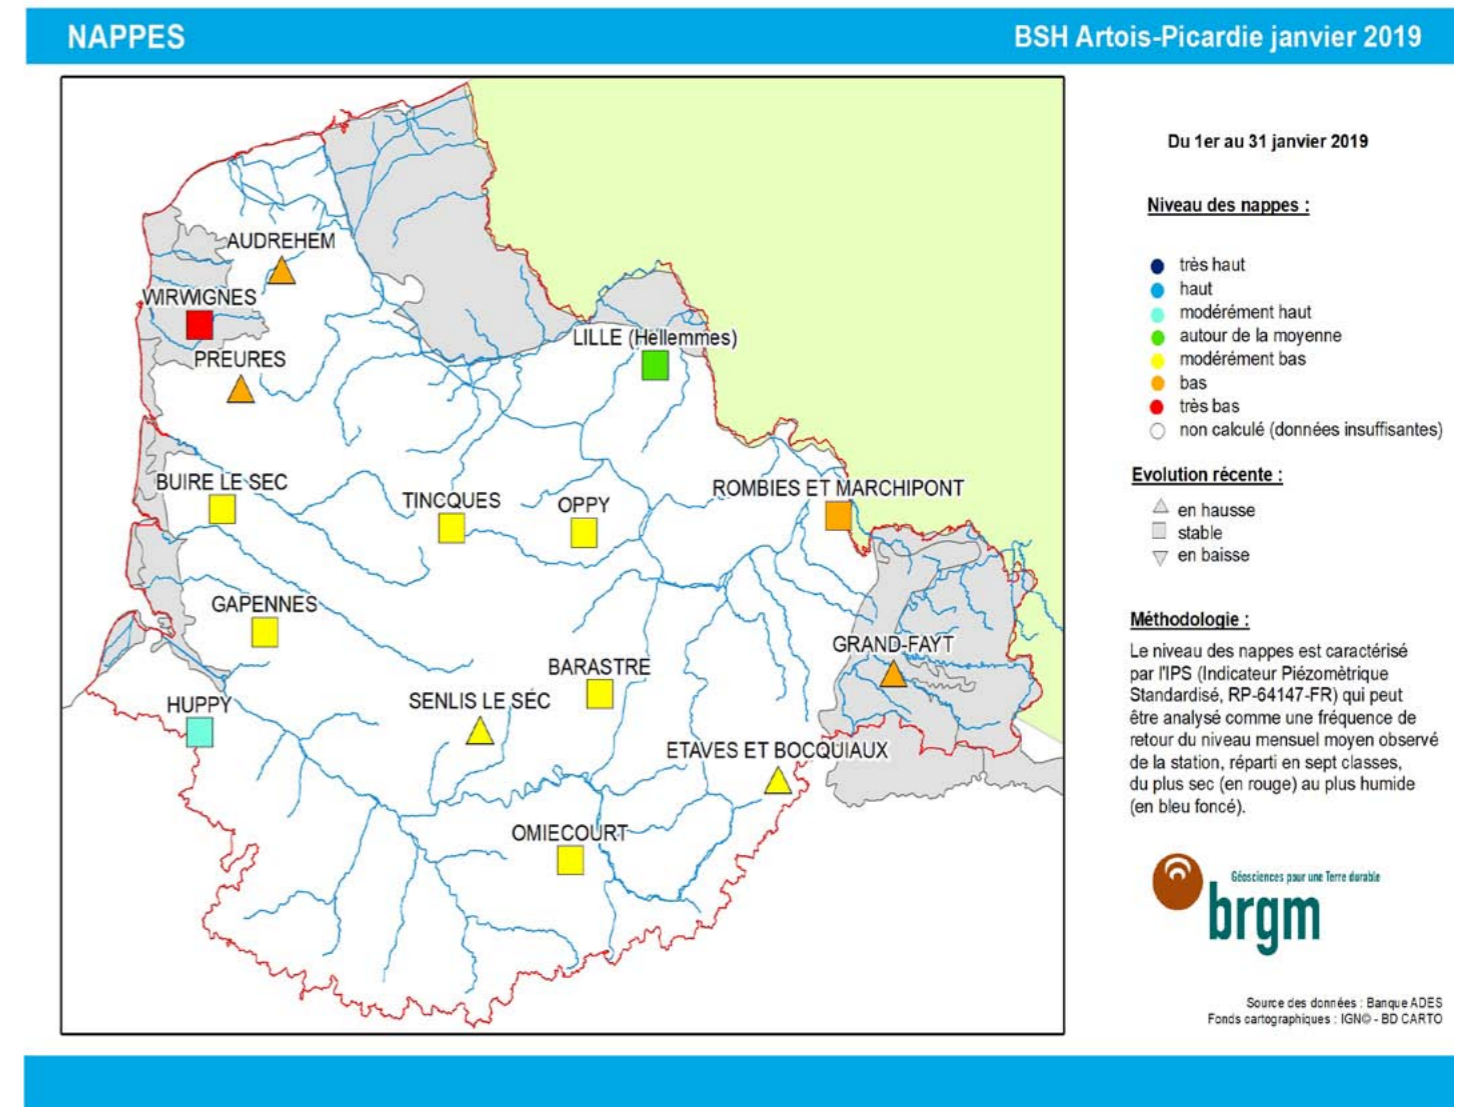 NAPPES
BSH Artois-Picardie janvier 2019
AUDREHEM
WIRWIGNES
PREURES
LILLE (Hellemmes)
BUIRE LE SEC
TINCQUES
OPPY
ROMBIES ET MARCHIPONT
GAPENNES
GRAND-FAYT
BARASTRE
HUPPY
SENLIS LE SEC
ETAVES ET BOCQUIAUX
OMIECOURT
Du 1er au 31 janvier 2019
Niveau des nappes :
très haut
haut
modérément haut
autour de la moyenne
modérément bas
bas
très bas
non calculé (données insuffisantes)
Evolution récente :
en hausse
stable
en baisse
Méthodologie :
Le niveau des nappes est caractérisé
par l'IPS (Indicateur Piézomètrique
Standardisé, RP-64147-FR) qui peut
être analysé comme une fréquence de
retour du niveau mensuel moyen observé
de la station, réparti en sept classes,
du plus sec (en rouge) au plus humide
(en bleu foncé).
Géosciences pour une Terre durable
brgm
Source des données : Banque ADES
Fonds cartographiques : IGN© - BD CARTO